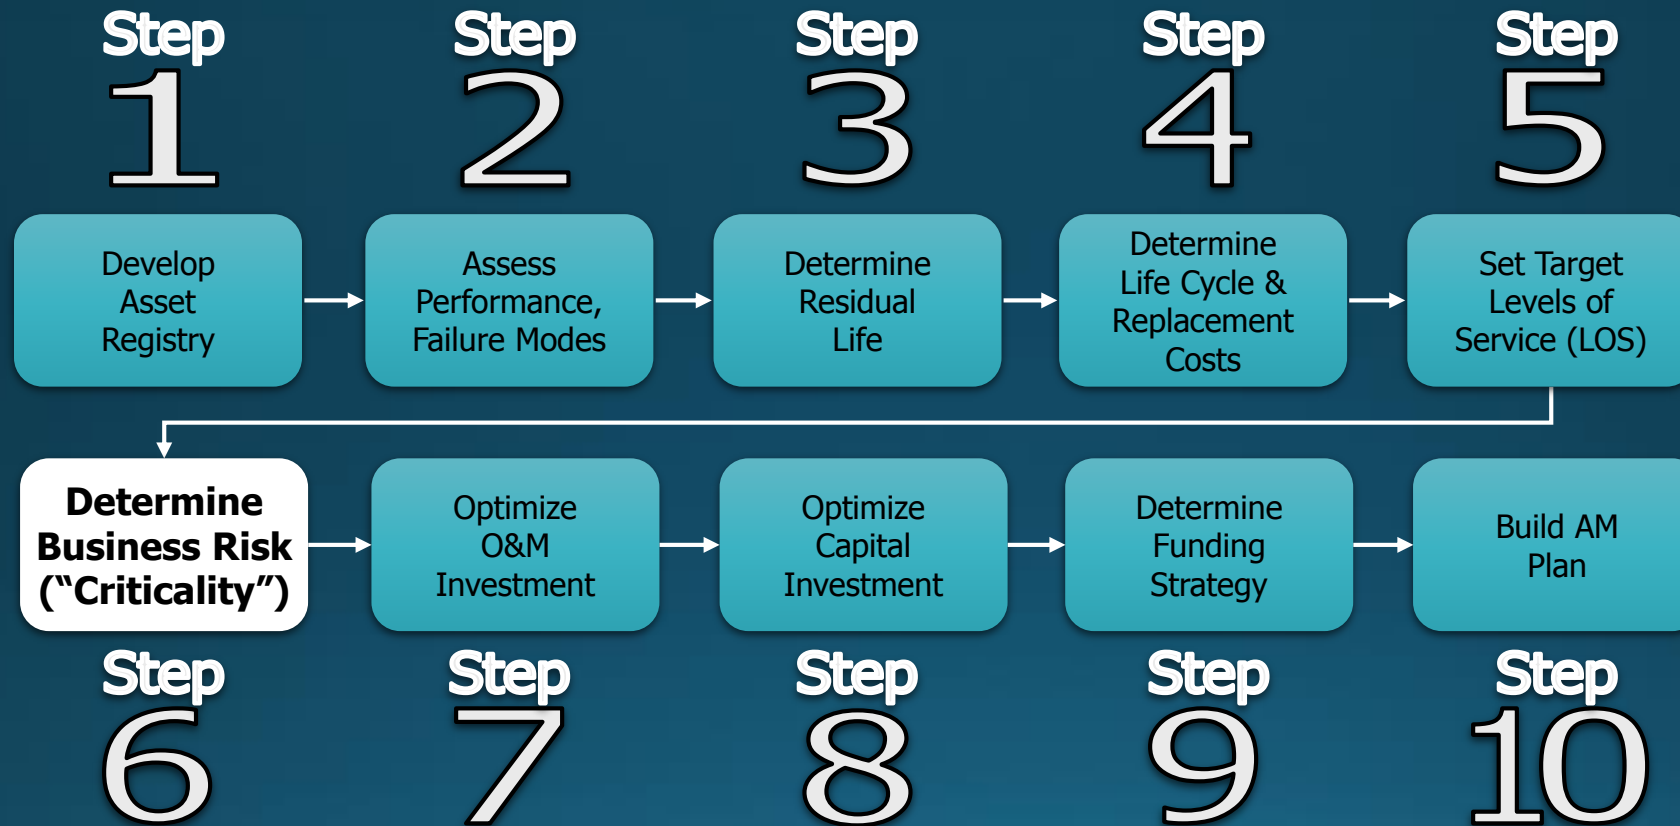 Step
1
Step
2
Step
3
Step
4
Step
5
Develop
Asset
Registry
Assess
Performance,
Failure Modes
Determine
Residual
Life
Determine
Life Cycle &
Replacement
Costs
Set Target
Levels of
Service (LOS)
Determine
Business Risk
(“Criticality”)
Optimize
O&M
Investment
Optimize
Capital
Investment
Determine
Funding
Strategy
Build AM
Plan
Step
6
Step
7
Step
8
Step
9
Step
10